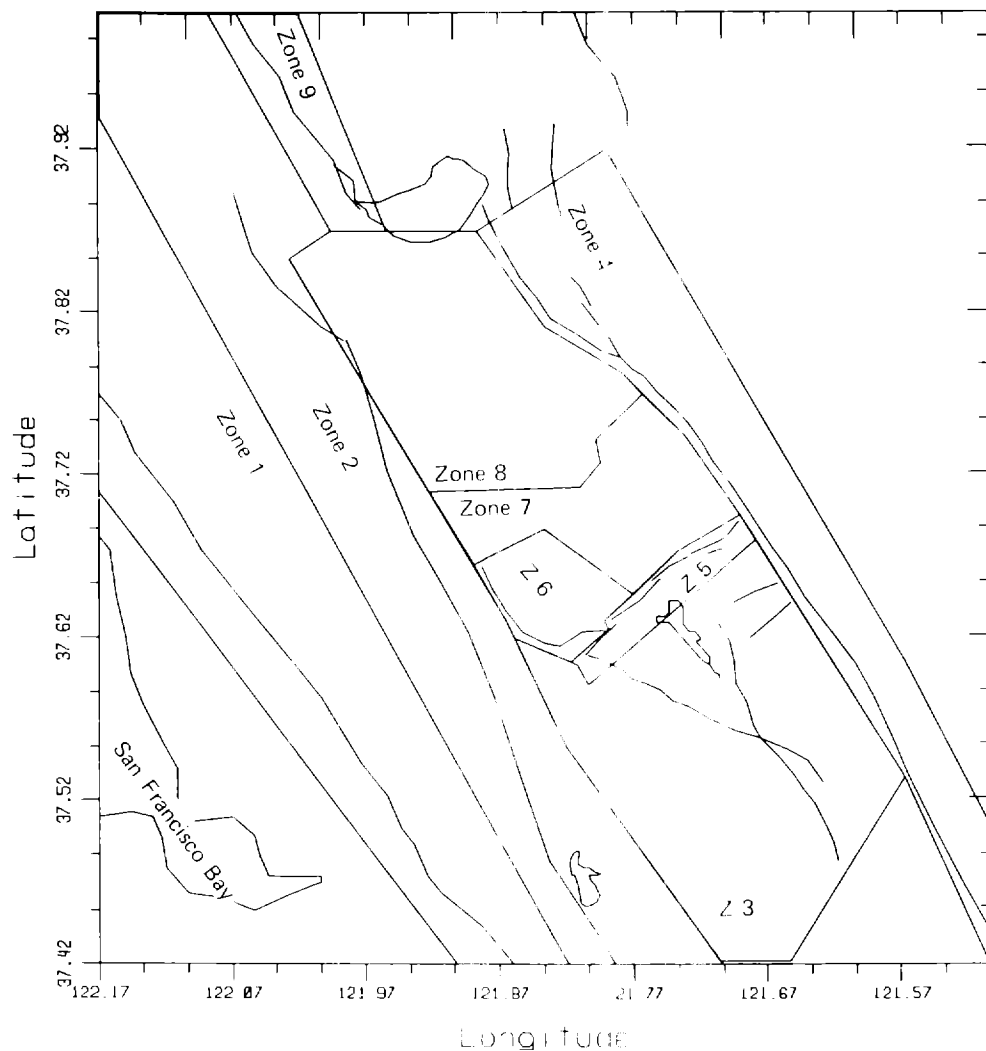 Zone 9
37.92
Zone 4
37.82
Zone 1
Zone 2
Latitude
37.72
Zone 8
Zone 7
Z 6
Z 5
37.62
37.52
San Francisco Bay
Z 3
37.42
122.17
122.07
121.97
121.87
21.77
121.67
121.57
Longitude